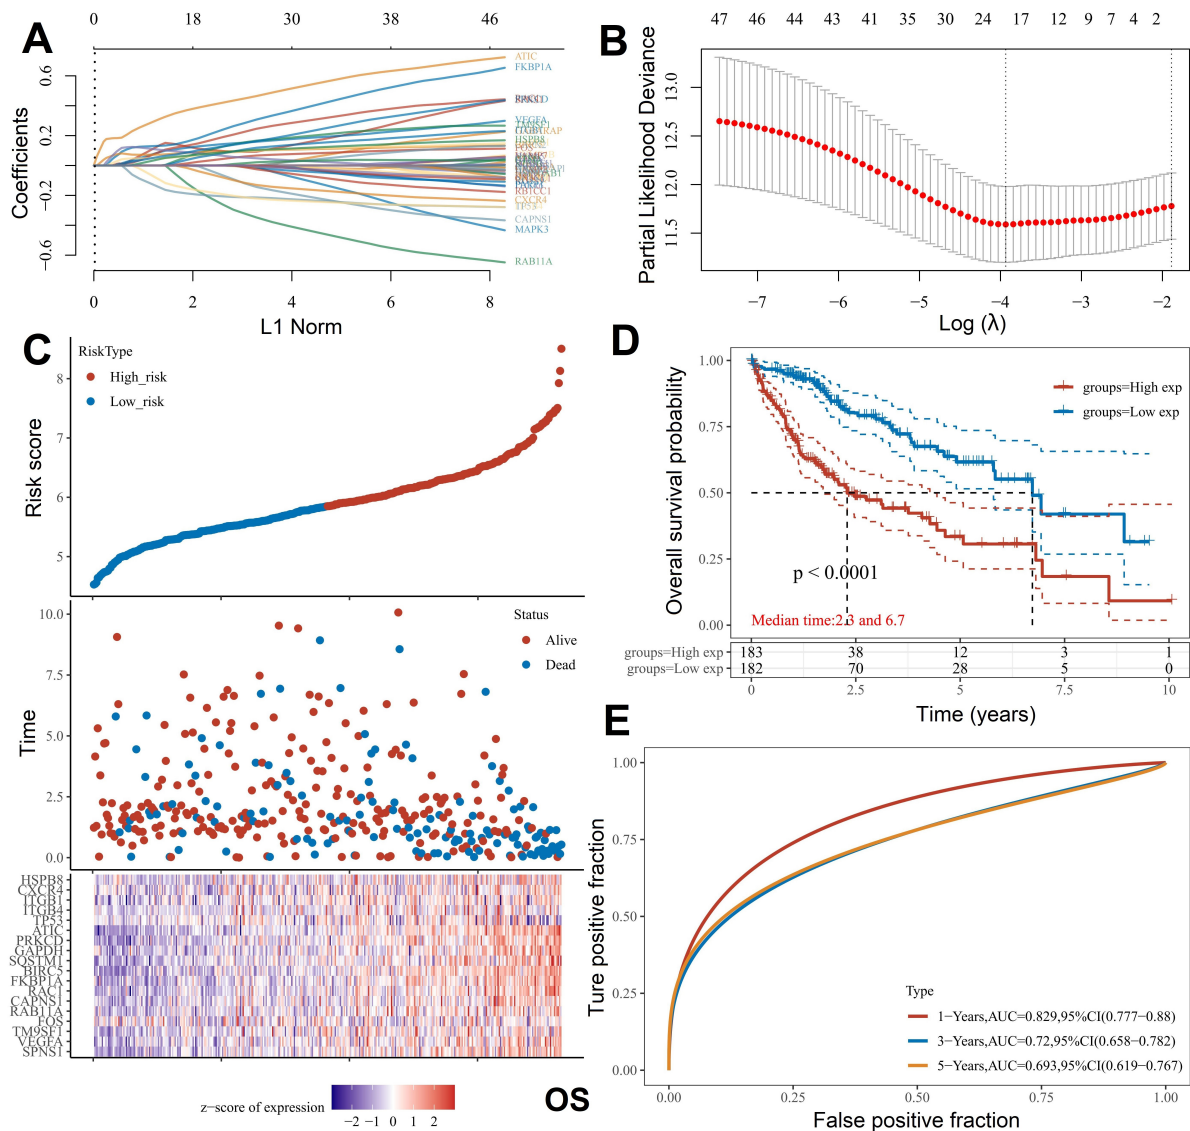 A
0 18 30 38 46
Coefficients
0.6
0.2
−0.2
−0.6
ATIC
FKBP1A
VEGFA
TM9SF1
ITGB1
HSPB8
FOS
RB1CC1
CXCR4
TP53
CAPNS1
MAPK3
RAB11A
0 2 4 6 8
L1 Norm
B
47 46 44 43 41 35 30 24 17 12 9 7 4 2
Partial Likelihood Deviance
13.0
12.5
12.0
11.5
−7 −6 −5 −4 −3 −2
Log (λ)
C
RiskType
High_risk
Low_risk
Risk score
8
7
6
5
Status
Alive
Dead
Time
10.0
7.5
5.0
2.5
0.0
HSPB8
CXCR4
ITGB1
ITGB4
TP53
ATIC
PRKCD
GAPDH
SQSTM1
BIRC5
FKBP1A
RAC1
CAPNS1
RAB11A
FOS
TM9SF1
VEGFA
SPNS1
z−score of expression
−2 −1 0 1 2
OS
D
Overall survival probability
1.00
0.75
0.50
0.25
0.00
groups=High exp
groups=Low exp
p < 0.0001
Median time:2.3 and 6.7
groups=High exp 183 38 12 3 1
groups=Low exp 182 70 28 5 0
0 2.5 5 7.5 10
Time (years)
E
Ture positive fraction
1.00
0.75
0.50
0.25
0.00
Type
1−Years,AUC=0.829,95%CI(0.777−0.88)
3−Years,AUC=0.72,95%CI(0.658−0.782)
5−Years,AUC=0.693,95%CI(0.619−0.767)
0.00 0.25 0.50 0.75 1.00
False positive fraction